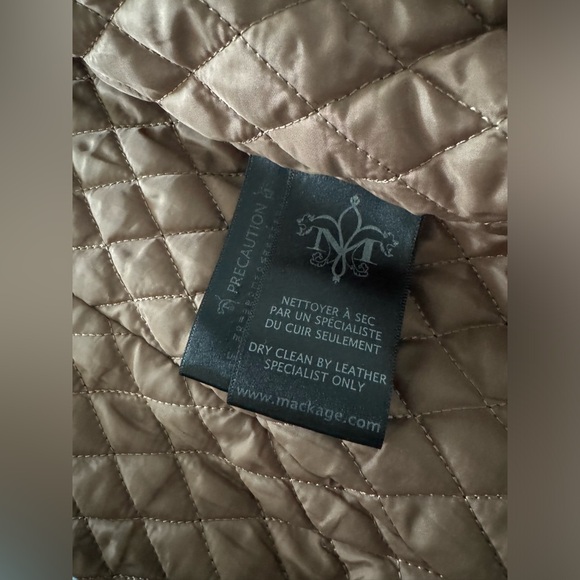 PRECAUTION
NETTOYER À SEC
PAR UN SPÉCIALISTE
DU CUIR SEULEMENT
DRY CLEAN BY LEATHER
SPECIALIST ONLY
www.mackage.com